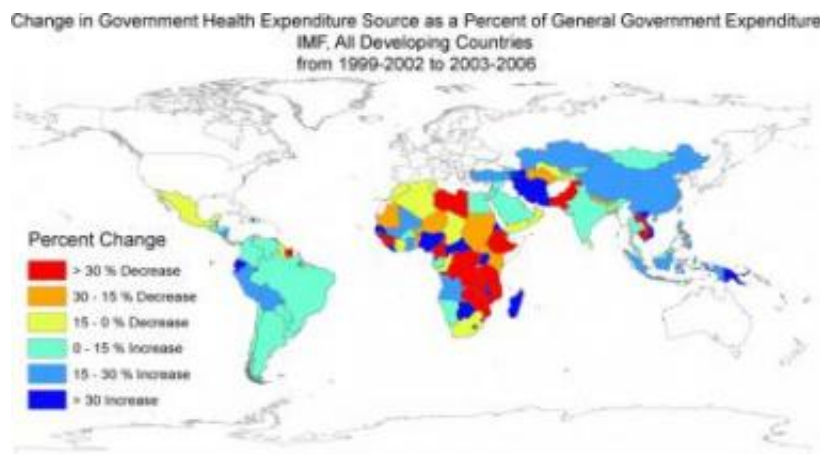 Change in Government Health Expenditure Source as a Percent of General Government Expenditure
IMF, All Developing Countries
from 1999-2002 to 2003-2006
Percent Change
> 30 % Decrease
30 - 15 % Decrease
15 - 0 % Decrease
0 - 15 % Increase
15 - 30 % Increase
> 30 Increase